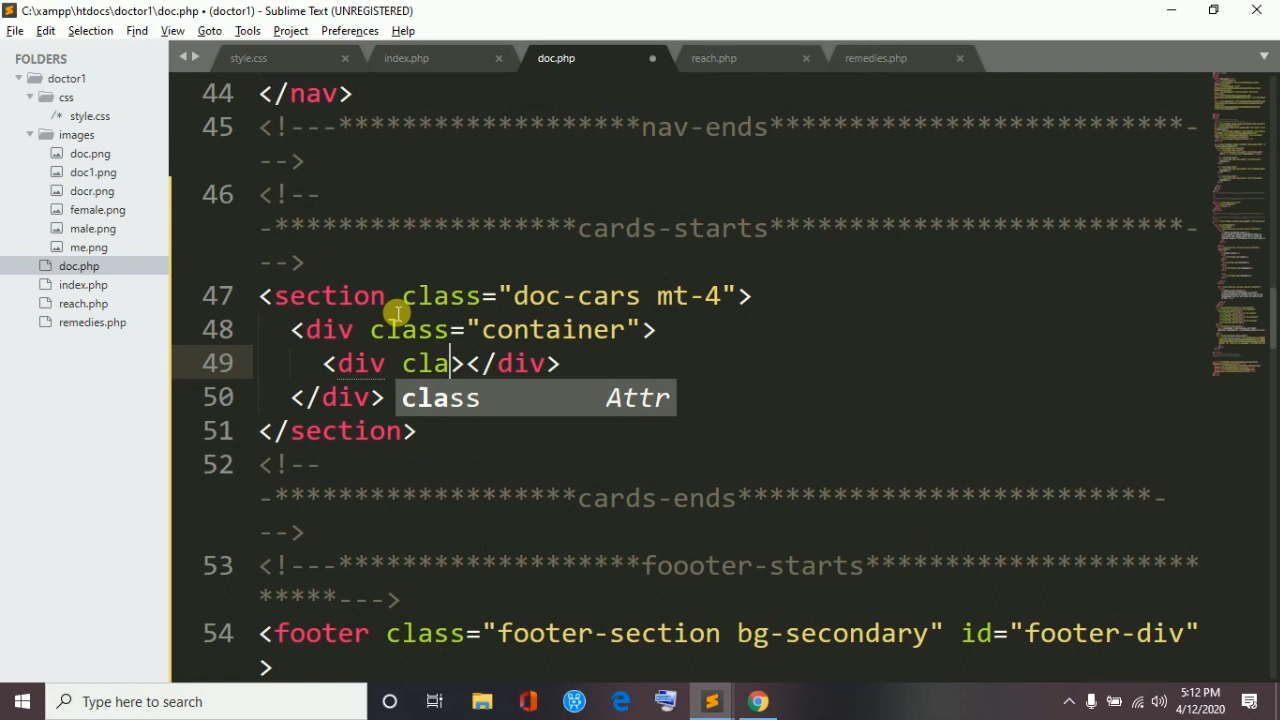 C:\xampp\htdocs\doctor1\doc.php • (doctor1) - Sublime Text (UNREGISTERED)
File Edit Selection Find View Goto Tools Project Preferences Help
FOLDERS
doctor1
css
/* style.css
images
doc.png
doc1.png
docr.png
female.png
male.png
me.png
doc.php
index.php
reach.php
remedies.php
style.css index.php doc.php reach.php remedies.php
44 </nav>
45 <!---*******************nav-ends**************************-
-->
46 <!--
-*******************cards-starts**************************-
-->
47 <section class="doc-cars mt-4">
48 <div class="container">
49 <div cla></div>
class Attr
50 </div>
51 </section>
52 <!--
-*******************cards-ends**************************-
-->
53 <!---*******************foooter-starts*********************
*****--->
54 <footer class="footer-section bg-secondary" id="footer-div"
>
Type here to search
5:12 PM
4/12/2020